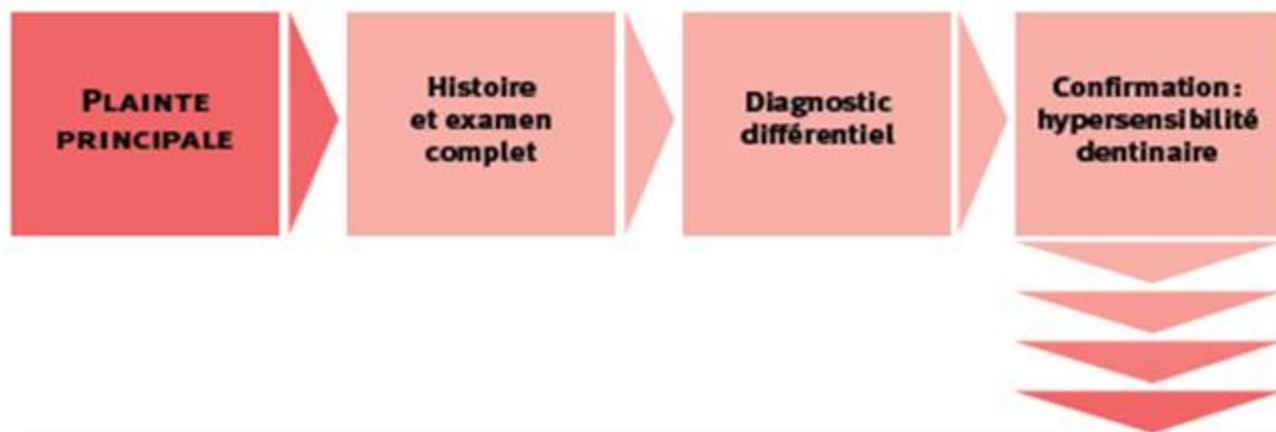 PLAINTE
PRINCIPALE
Histoire
et examen
complet
Diagnostic
différentiel
Confirmation :
hypersensibilité
dentinaire